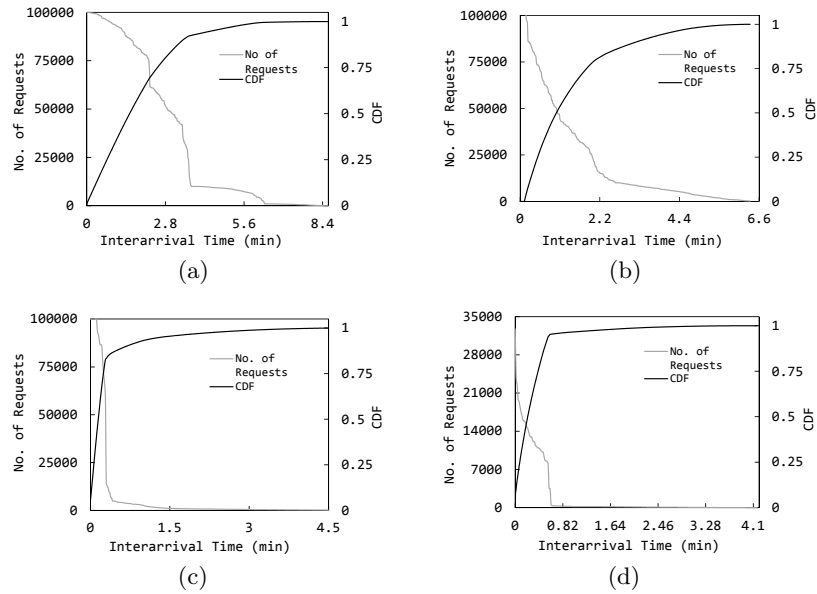 100000
75000
50000
25000
0
No. of Requests
1
0.75
0.5
0.25
0
CDF
No of
Requests
CDF
0 2.8 5.6 8.4
Interarrival Time (min)
(a)
100000
75000
50000
25000
0
No. of Requests
1
0.75
0.5
0.25
0
CDF
No of
Requests
CDF
0 2.2 4.4 6.6
Interarrival Time (min)
(b)
100000
75000
50000
25000
0
No. of Requests
1
0.75
0.5
0.25
0
CDF
No. of
Requests
CDF
0 1.5 3 4.5
Interarrival Time (min)
(c)
35000
28000
21000
14000
7000
0
No. of Requests
1
0.75
0.5
0.25
0
CDF
No. of
Requests
CDF
0 0.82 1.64 2.46 3.28 4.1
Interarrival Time (min)
(d)